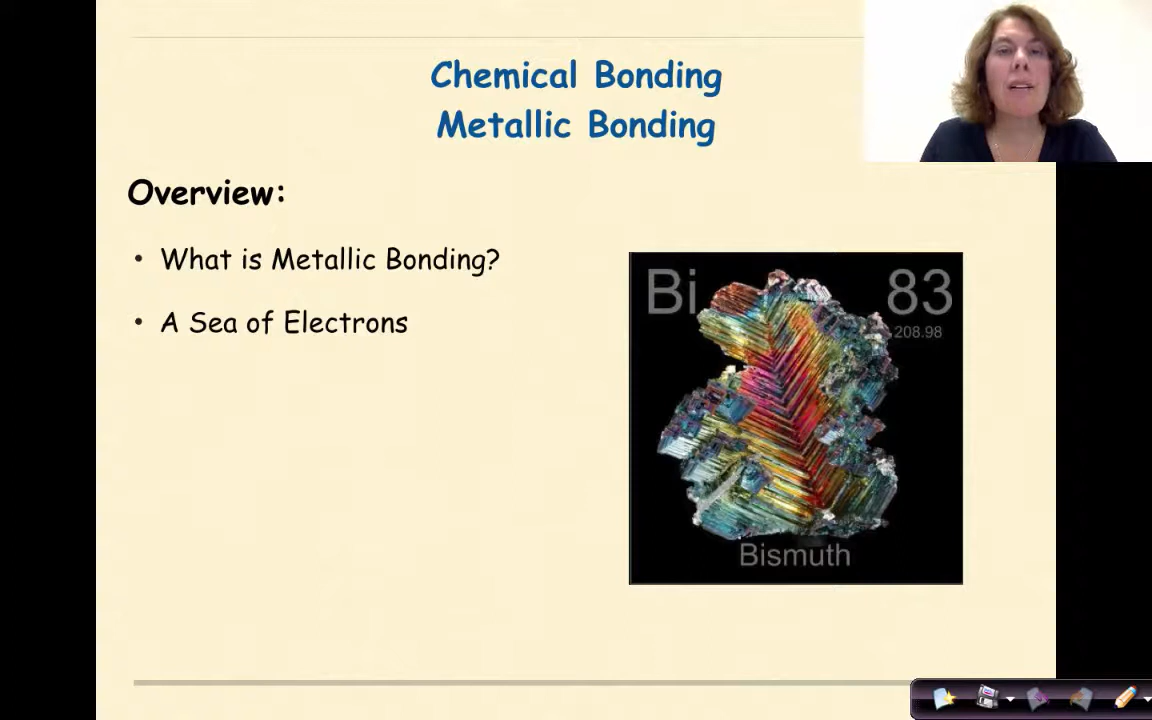 Chemical Bonding
Metallic Bonding
Overview:
• What is Metallic Bonding?
• A Sea of Electrons
Bi 83
208.98
Bismuth